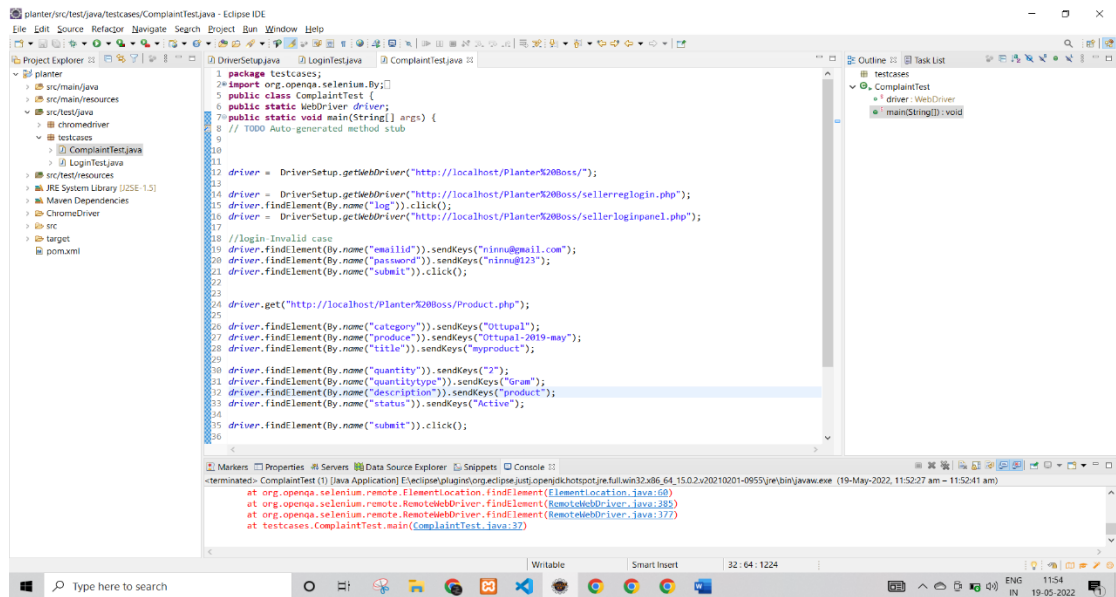 planter/src/test/java/testcases/ComplaintTest.java - Eclipse IDE
File Edit Source Refactor Navigate Search Project Run Window Help
Project Explorer
planter
src/main/java
src/main/resources
src/test/java
chromedriver
testcases
ComplaintTest.java
LoginTest.java
src/test/resources
JRE System Library [J2SE-1.5]
Maven Dependencies
ChromeDriver
src
target
pom.xml
DriverSetup.java LoginTest.java ComplaintTest.java
1 package testcases;
2 import org.openqa.selenium.By;
5 public class ComplaintTest {
6 public static WebDriver driver;
7 public static void main(String[] args) {
8 // TODO Auto-generated method stub
9
10
11
12 driver = DriverSetup.getWebDriver("http://localhost/Planter%20Boss/");
13
14 driver = DriverSetup.getWebDriver("http://localhost/Planter%20Boss/sellerreglogin.php");
15 driver.findElement(By.name("log")).click();
16 driver = DriverSetup.getWebDriver("http://localhost/Planter%20Boss/sellerloginpanel.php");
17
18 //login-Invalid case
19 driver.findElement(By.name("emailid")).sendKeys("ninnu@gmail.com");
20 driver.findElement(By.name("password")).sendKeys("ninnu@123");
21 driver.findElement(By.name("submit")).click();
22
23
24 driver.get("http://localhost/Planter%20Boss/Product.php");
25
26 driver.findElement(By.name("category")).sendKeys("Ottupal");
27 driver.findElement(By.name("produce")).sendKeys("Ottupal-2019-may");
28 driver.findElement(By.name("title")).sendKeys("myproduct");
29
30 driver.findElement(By.name("quantity")).sendKeys("2");
31 driver.findElement(By.name("quantitytype")).sendKeys("Gram");
32 driver.findElement(By.name("description")).sendKeys("product");
33 driver.findElement(By.name("status")).sendKeys("Active");
34
35 driver.findElement(By.name("submit")).click();
36
Outline Task List
testcases
ComplaintTest
driver : WebDriver
main(String[]) : void
Markers Properties Servers Data Source Explorer Snippets Console
<terminated> ComplaintTest (1) [Java Application] E:\eclipse\plugins\org.eclipse.justj.openjdk.hotspot.jre.full.win32.x86_64_15.0.2.v20210201-0955\jre\bin\javaw.exe (19-May-2022, 11:52:27 am – 11:52:41 am)
at org.openqa.selenium.remote.ElementLocation.findElement(ElementLocation.java:60)
at org.openqa.selenium.remote.RemoteWebDriver.findElement(RemoteWebDriver.java:385)
at org.openqa.selenium.remote.RemoteWebDriver.findElement(RemoteWebDriver.java:377)
at testcases.ComplaintTest.main(ComplaintTest.java:37)
Writable Smart Insert 32 : 64 : 1224
Type here to search
ENG 11:54
IN 19-05-2022